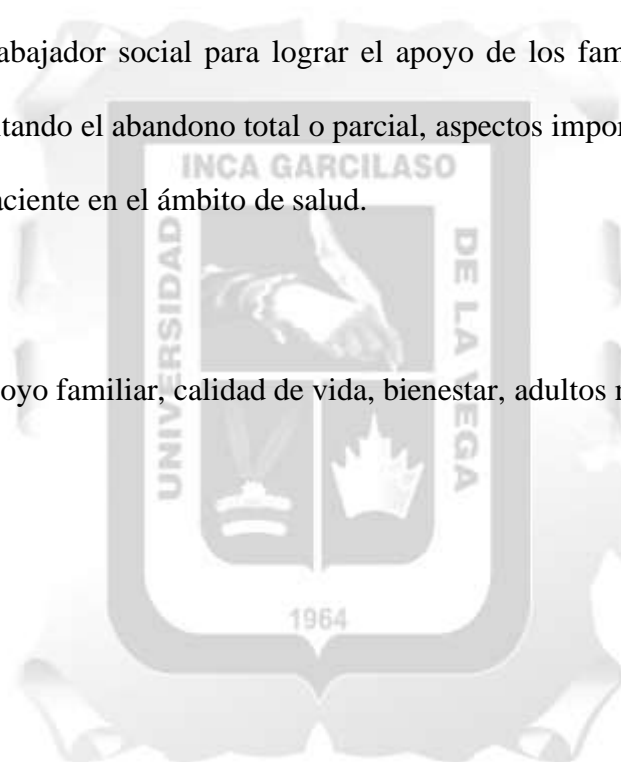 abajador social para lograr el apoyo de los fam
tando el abandono total o parcial, aspectos impor
INCA GARCILASO
aciente en el ámbito de salud.
UNIVERSIDAD
DE LA VEGA
oyo familiar, calidad de vida, bienestar, adultos
1964